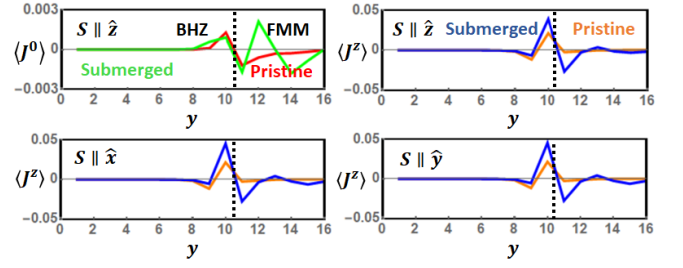 0.003
S ∥ ẑ
BHZ
FMM
⟨J⁰⟩
0
Submerged
Pristine
−0.003
0 2 4 6 8 10 12 14 16
y
0.05
S ∥ ẑ
Submerged
Pristine
⟨Jᶻ⟩
0
−0.05
0 2 4 6 8 10 12 14 16
y
0.05
S ∥ x̂
⟨Jᶻ⟩
0
−0.05
0 2 4 6 8 10 12 14 16
y
0.05
S ∥ ŷ
⟨Jᶻ⟩
0
−0.05
0 2 4 6 8 10 12 14 16
y